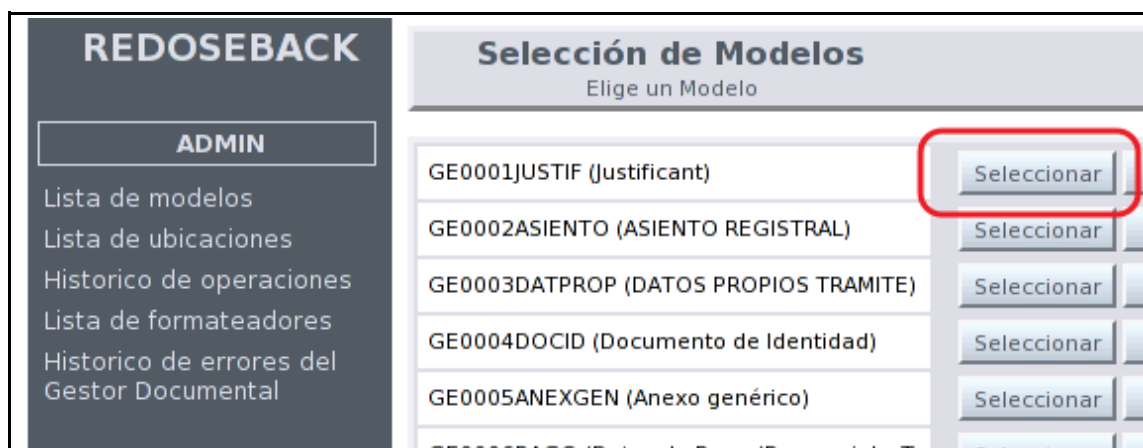 REDOSEBACK
ADMIN
Lista de modelos
Lista de ubicaciones
Historico de operaciones
Lista de formateadores
Historico de errores del
Gestor Documental
Selección de Modelos
Elige un Modelo
GE0001JUSTIF (Justificant) Seleccionar
GE0002ASIENTO (ASIENTO REGISTRAL) Seleccionar
GE0003DATPROP (DATOS PROPIOS TRAMITE) Seleccionar
GE0004DOCID (Documento de Identidad) Seleccionar
GE0005ANEXGEN (Anexo genérico) Seleccionar